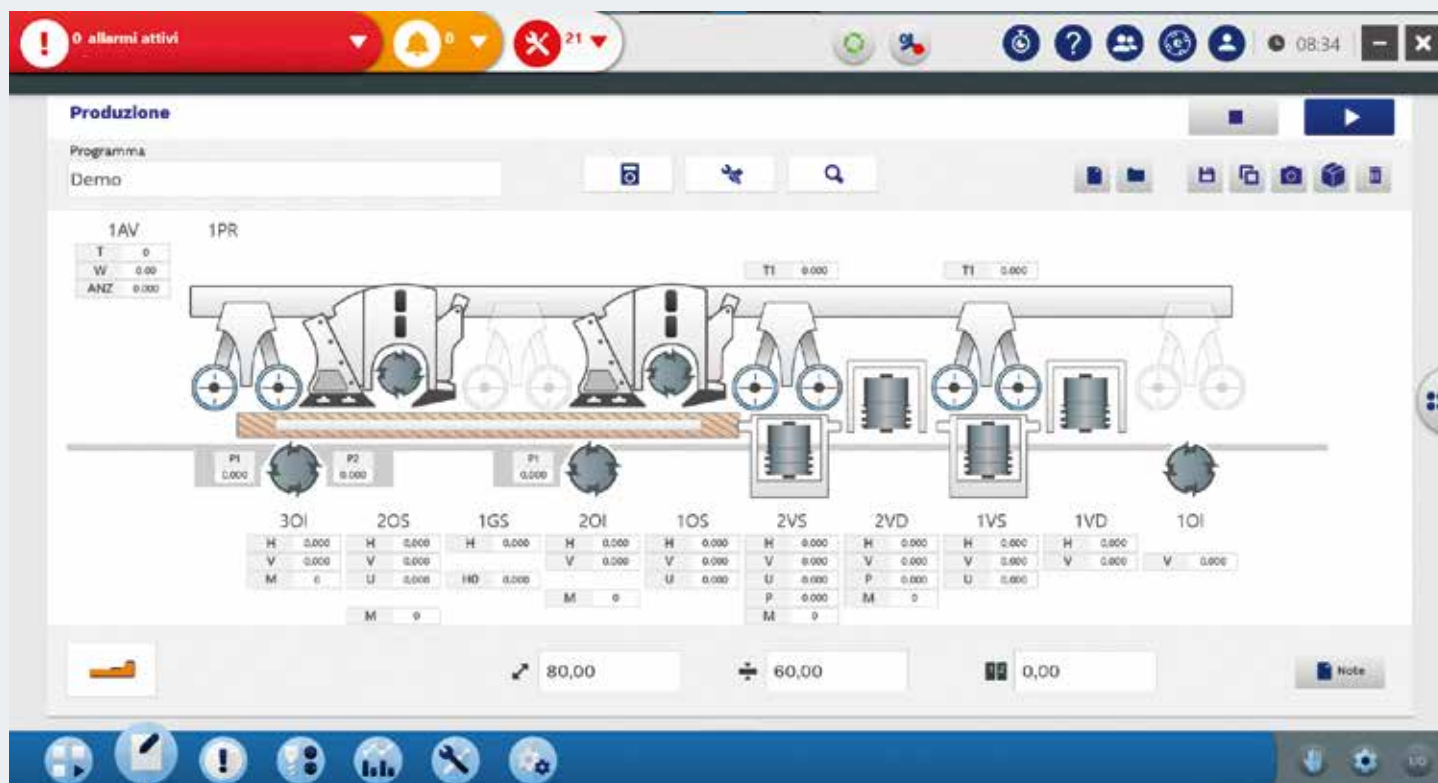 0 allarmi attivi 0 21 08:34
Produzione
Programma
Demo
1AV 1PR
T 0
W 0.00
ANZ 0.000
T1 0.000 T1 0.000
P1 P2 P1
0.000 0.000 0.000
3OI 2OS 1GS 2OI 1OS 2VS 2VD 1VS 1VD 1OI
H 0.000 H 0.000 H 0.000 H 0.000 H 0.000 H 0.000 H 0.000 H 0.000 H 0.000
V 0.000 V 0.000 V 0.000 V 0.000 V 0.000 V 0.000 V 0.000 V 0.000 V 0.000
M 0 U 0.000 H0 0.000 U 0.000 U 0.000 P 0.000 U 0.000
M 0 P 0.000 M 0
M 0 M 0
80,00 60,00 0,00 Note
I/O